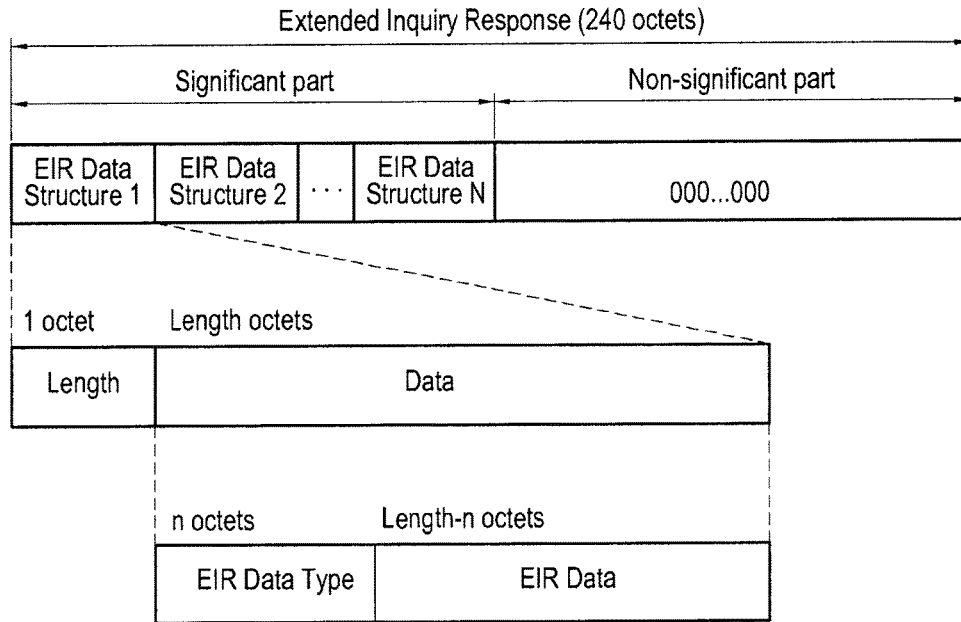 Extended Inquiry Response (240 octets)
Significant part
Non-significant part
EIR Data
Structure 1
EIR Data
Structure 2
...
EIR Data
Structure N
000...000
1 octet
Length octets
Length
Data
n octets
Length-n octets
EIR Data Type
EIR Data